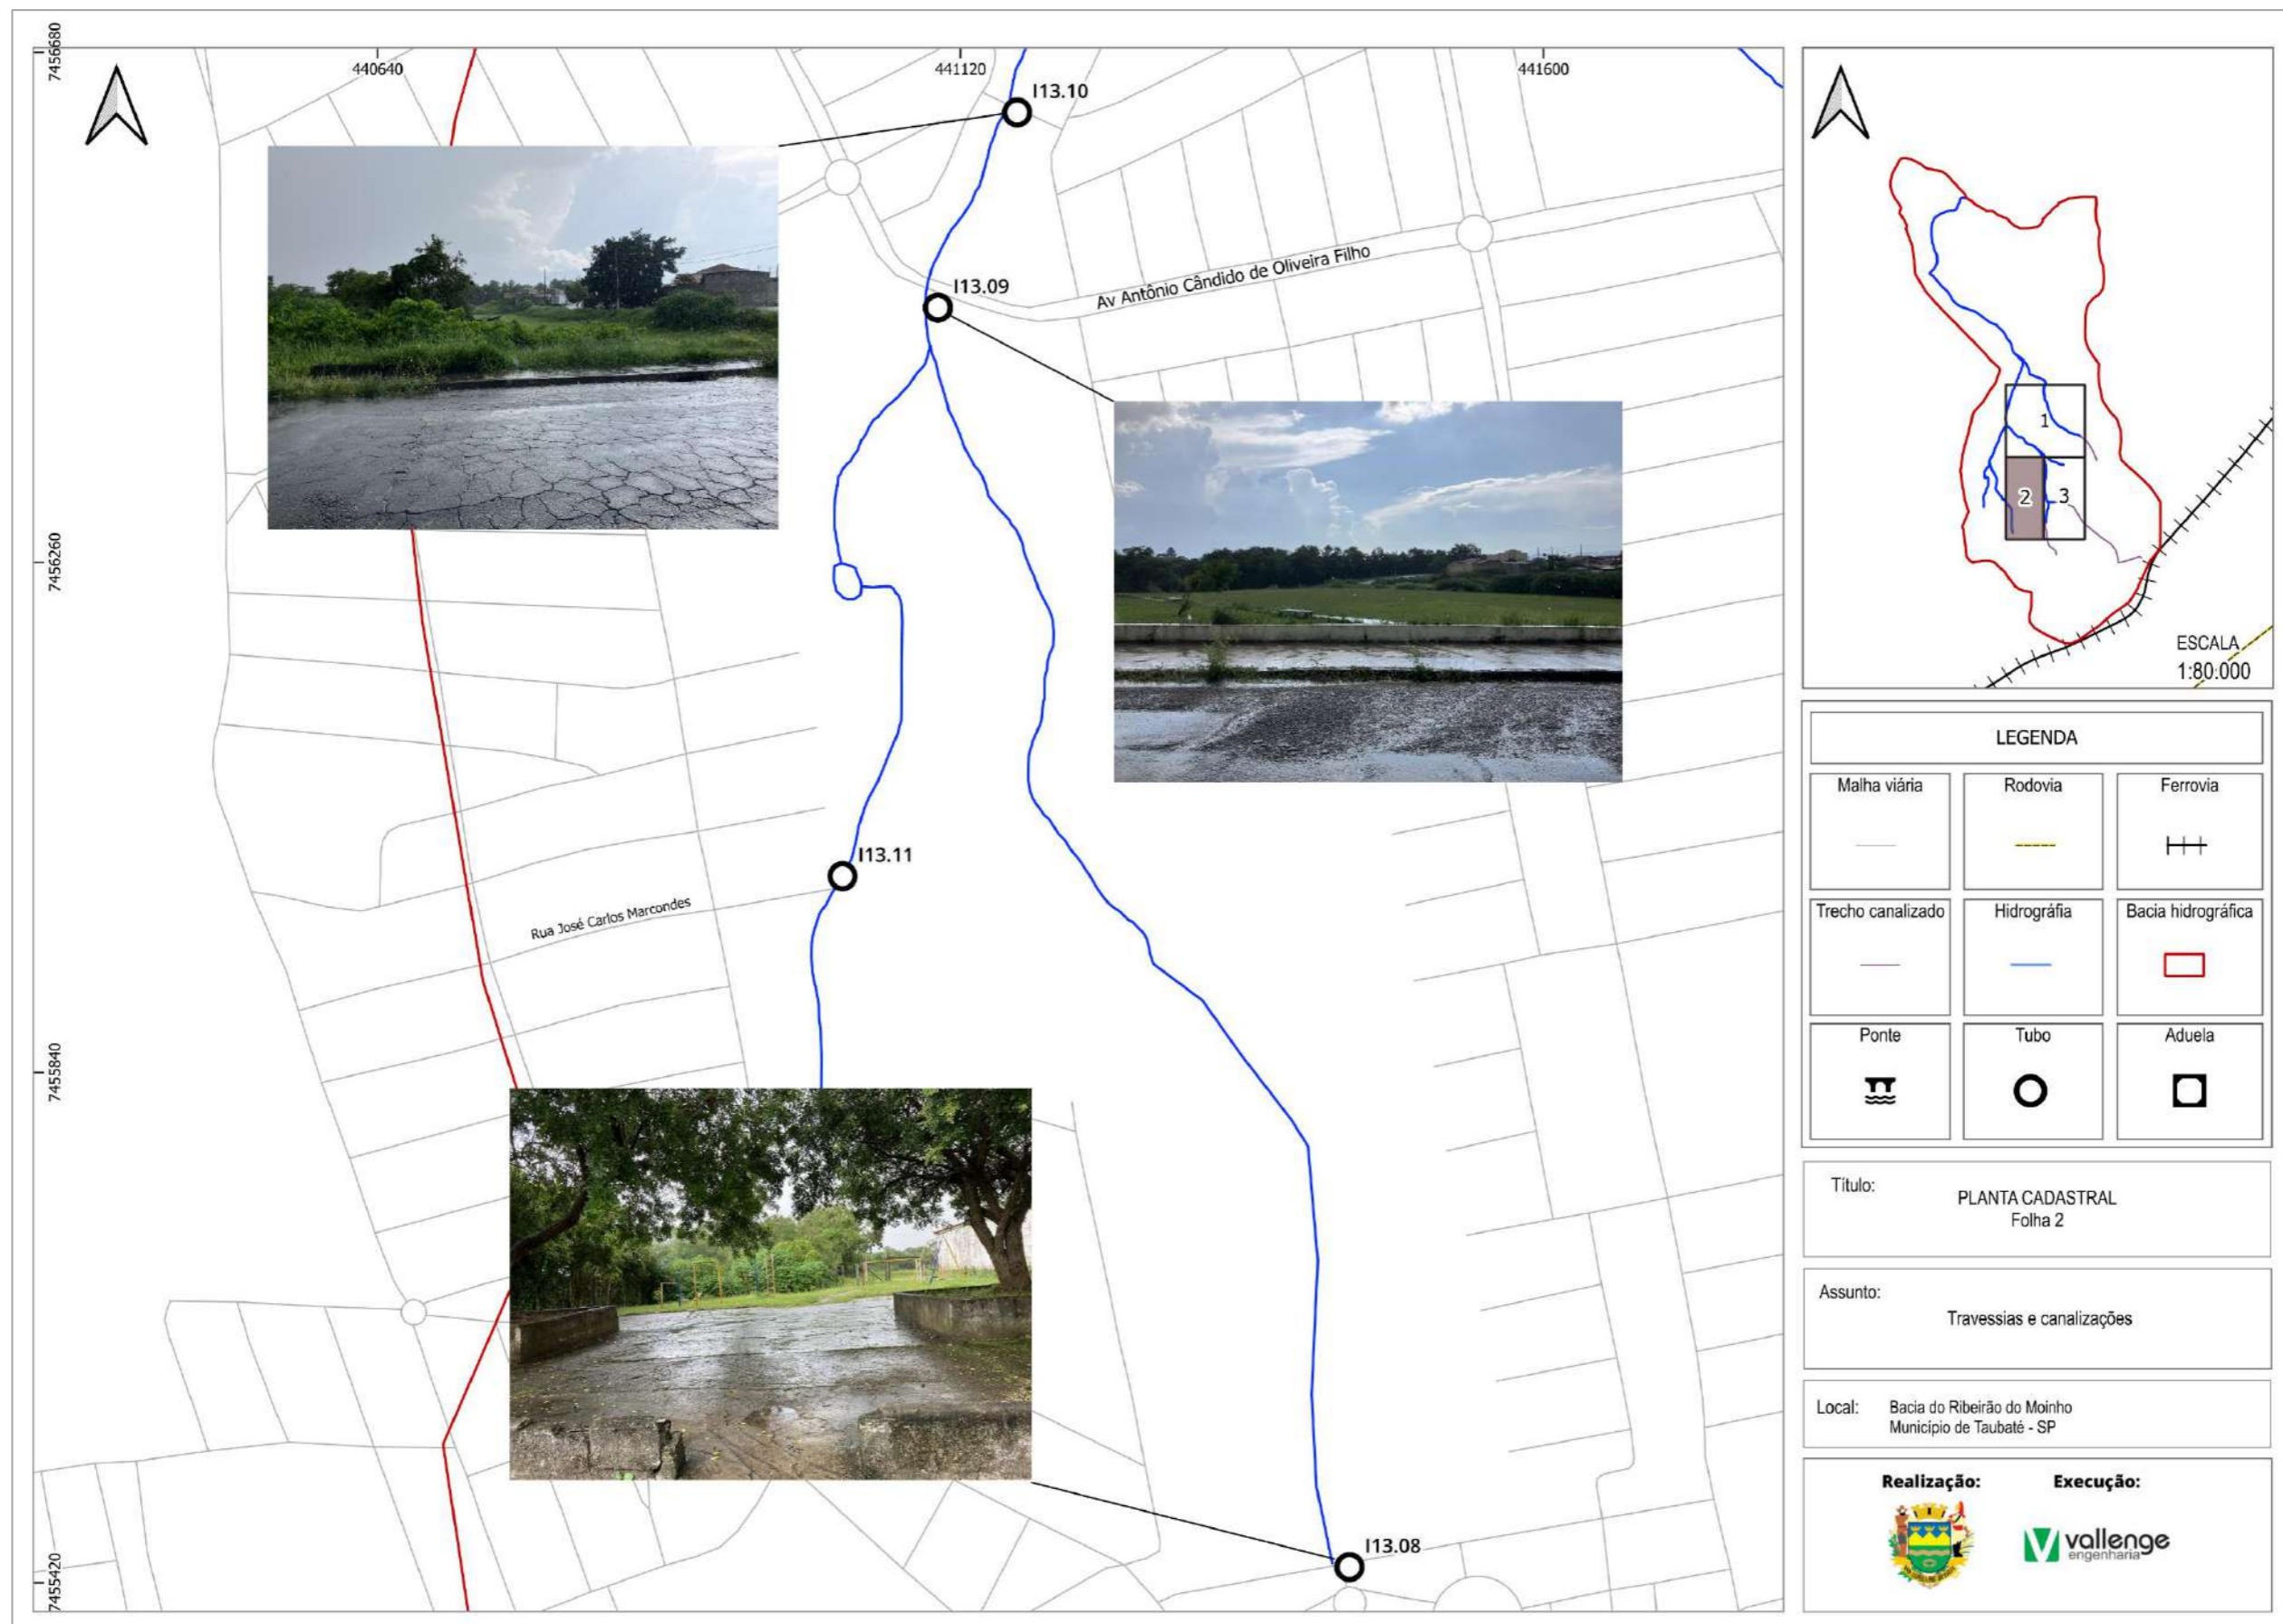 440640
441120
441600
7456680
7456260
7455840
7455420
I13.10
I13.09
Av Antônio Cândido de Oliveira Filho
I13.11
Rua José Carlos Marcondes
I13.08
1
2
3
ESCALA
1:80:000
LEGENDA
Malha viária
Rodovia
Ferrovia
Trecho canalizado
Hidrográfia
Bacia hidrográfica
Ponte
Tubo
Aduela
Título:
PLANTA CADASTRAL
Folha 2
Assunto:
Travessias e canalizações
Local:
Bacia do Ribeirão do Moinho
Município de Taubaté - SP
Realização:
Execução:
vallenge
engenharia